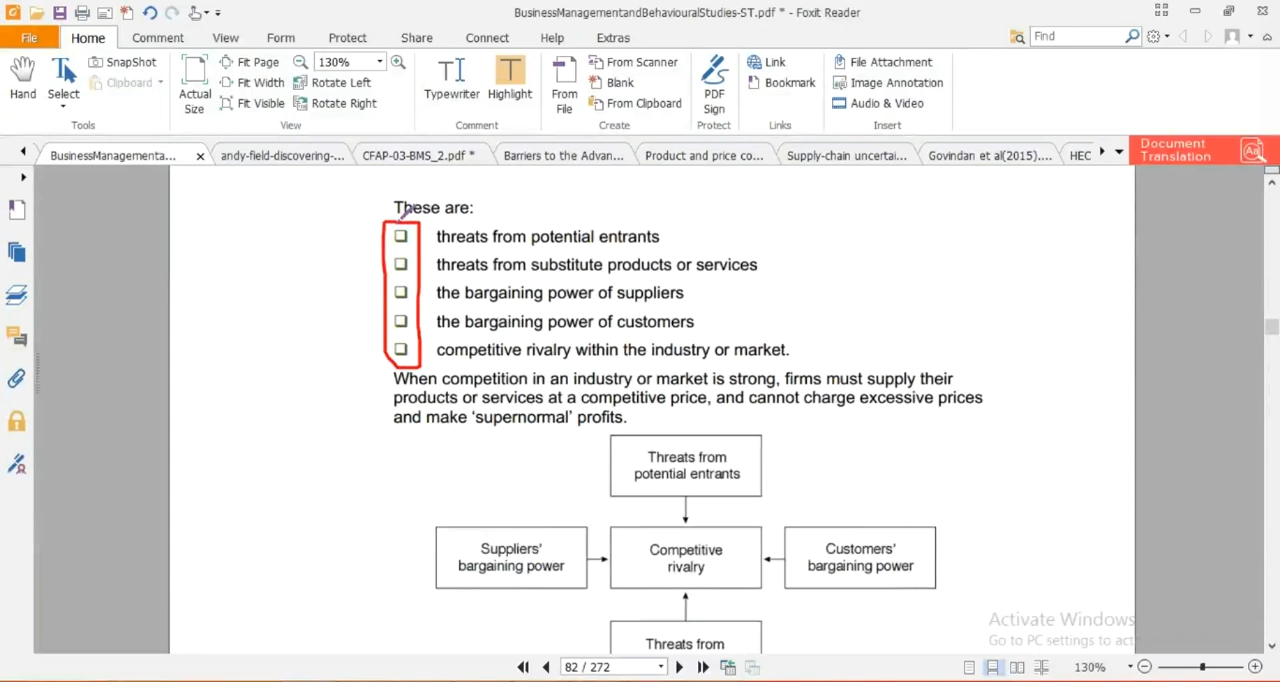 BusinessManagementandBehaviouralStudies-ST.pdf * - Foxit Reader
File Home Comment View Form Protect Share Connect Help Extras Find
Hand
Select
SnapShot
Clipboard
Tools
Actual Size
Fit Page
Fit Width
Fit Visible
130%
Rotate Left
Rotate Right
View
Typewriter
Highlight
Comment
From File
From Scanner
Blank
From Clipboard
Create
PDF Sign
Protect
Link
Bookmark
Links
File Attachment
Image Annotation
Audio & Video
Insert
BusinessManagementa... andy-field-discovering-... CFAP-03-BMS_2.pdf * Barriers to the Advan... Product and price co... Supply-chain uncertai... Govindan et al(2015).... HEC
Document Translation
These are:
threats from potential entrants
threats from substitute products or services
the bargaining power of suppliers
the bargaining power of customers
competitive rivalry within the industry or market.
When competition in an industry or market is strong, firms must supply their
products or services at a competitive price, and cannot charge excessive prices
and make ‘supernormal’ profits.
Threats from
potential entrants
Suppliers’
bargaining power
Competitive
rivalry
Customers’
bargaining power
Threats from
Activate Windows
Go to PC settings to
82 / 272
130%